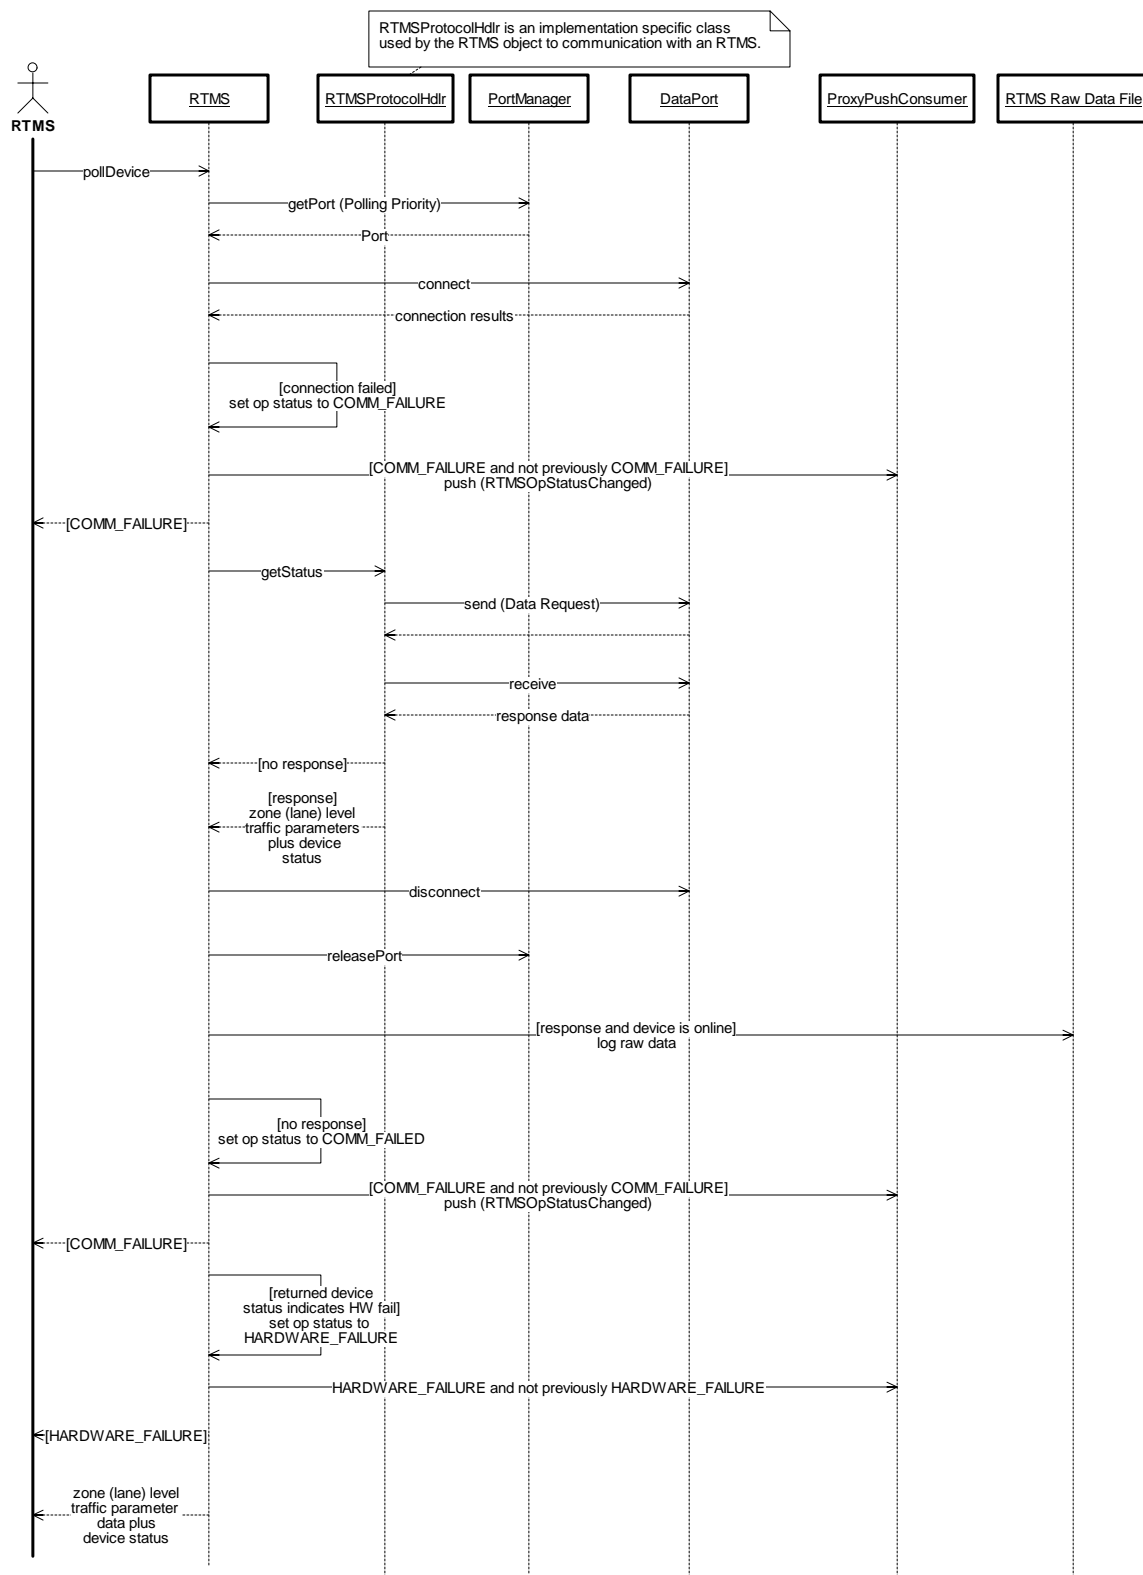 RTMSProtocolHdlr is an implementation specific class
used by the RTMS object to communication with an RTMS.
RTMS
RTMS
RTMSProtocolHdlr
PortManager
DataPort
ProxyPushConsumer
RTMS Raw Data File
pollDevice
getPort (Polling Priority)
Port
connect
connection results
[connection failed]
set op status to COMM_FAILURE
[COMM_FAILURE and not previously COMM_FAILURE]
push (RTMSOpStatusChanged)
[COMM_FAILURE]
getStatus
send (Data Request)
receive
response data
[no response]
[response]
zone (lane) level
traffic parameters
plus device
status
disconnect
releasePort
[response and device is online]
log raw data
[no response]
set op status to COMM_FAILED
[COMM_FAILURE and not previously COMM_FAILURE]
push (RTMSOpStatusChanged)
[COMM_FAILURE]
[returned device
status indicates HW fail]
set op status to
HARDWARE_FAILURE
HARDWARE_FAILURE and not previously HARDWARE_FAILURE
[HARDWARE_FAILURE]
zone (lane) level
traffic parameter
data plus
device status